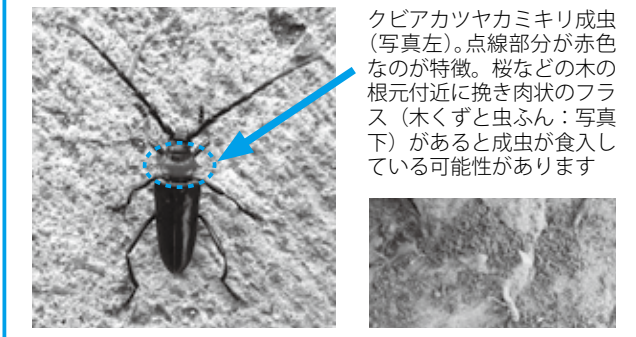 クビアカツヤカミキリ成虫
（写真左）。点線部分が赤色
なのが特徴。桜などの木の
根元付近に挽き肉状のフラ
ス（木くずと虫ふん：写真
下）があると成虫が食入し
ている可能性があります